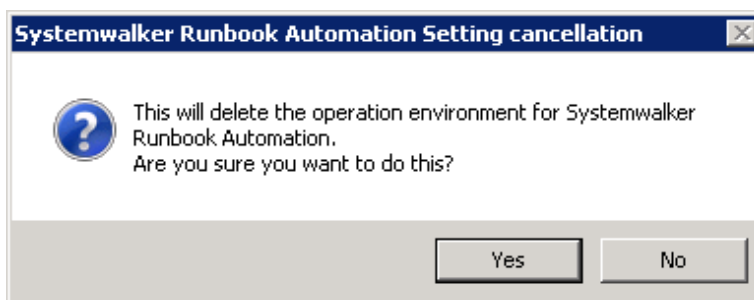 Systemwalker Runbook Automation Setting cancellation
This will delete the operation environment for Systemwalker
Runbook Automation.
Are you sure you want to do this?
Yes
No